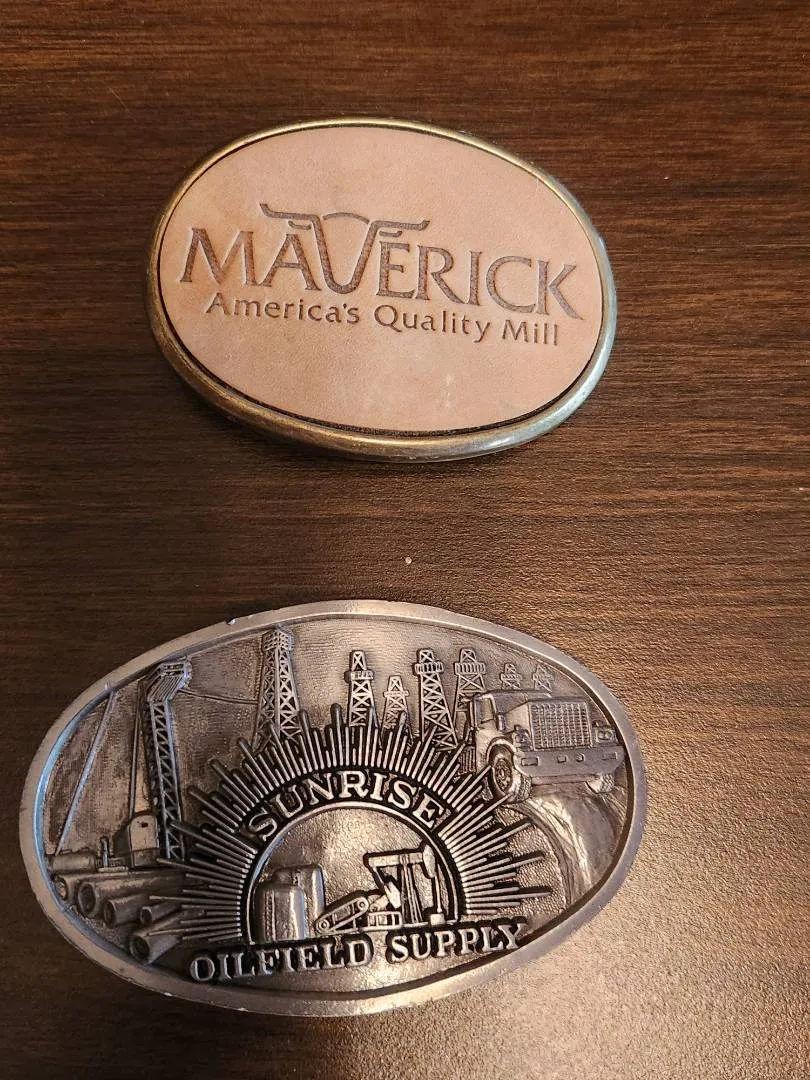 MAVERICK
America's Quality Mill
SUNRISE
OILFIELD SUPPLY